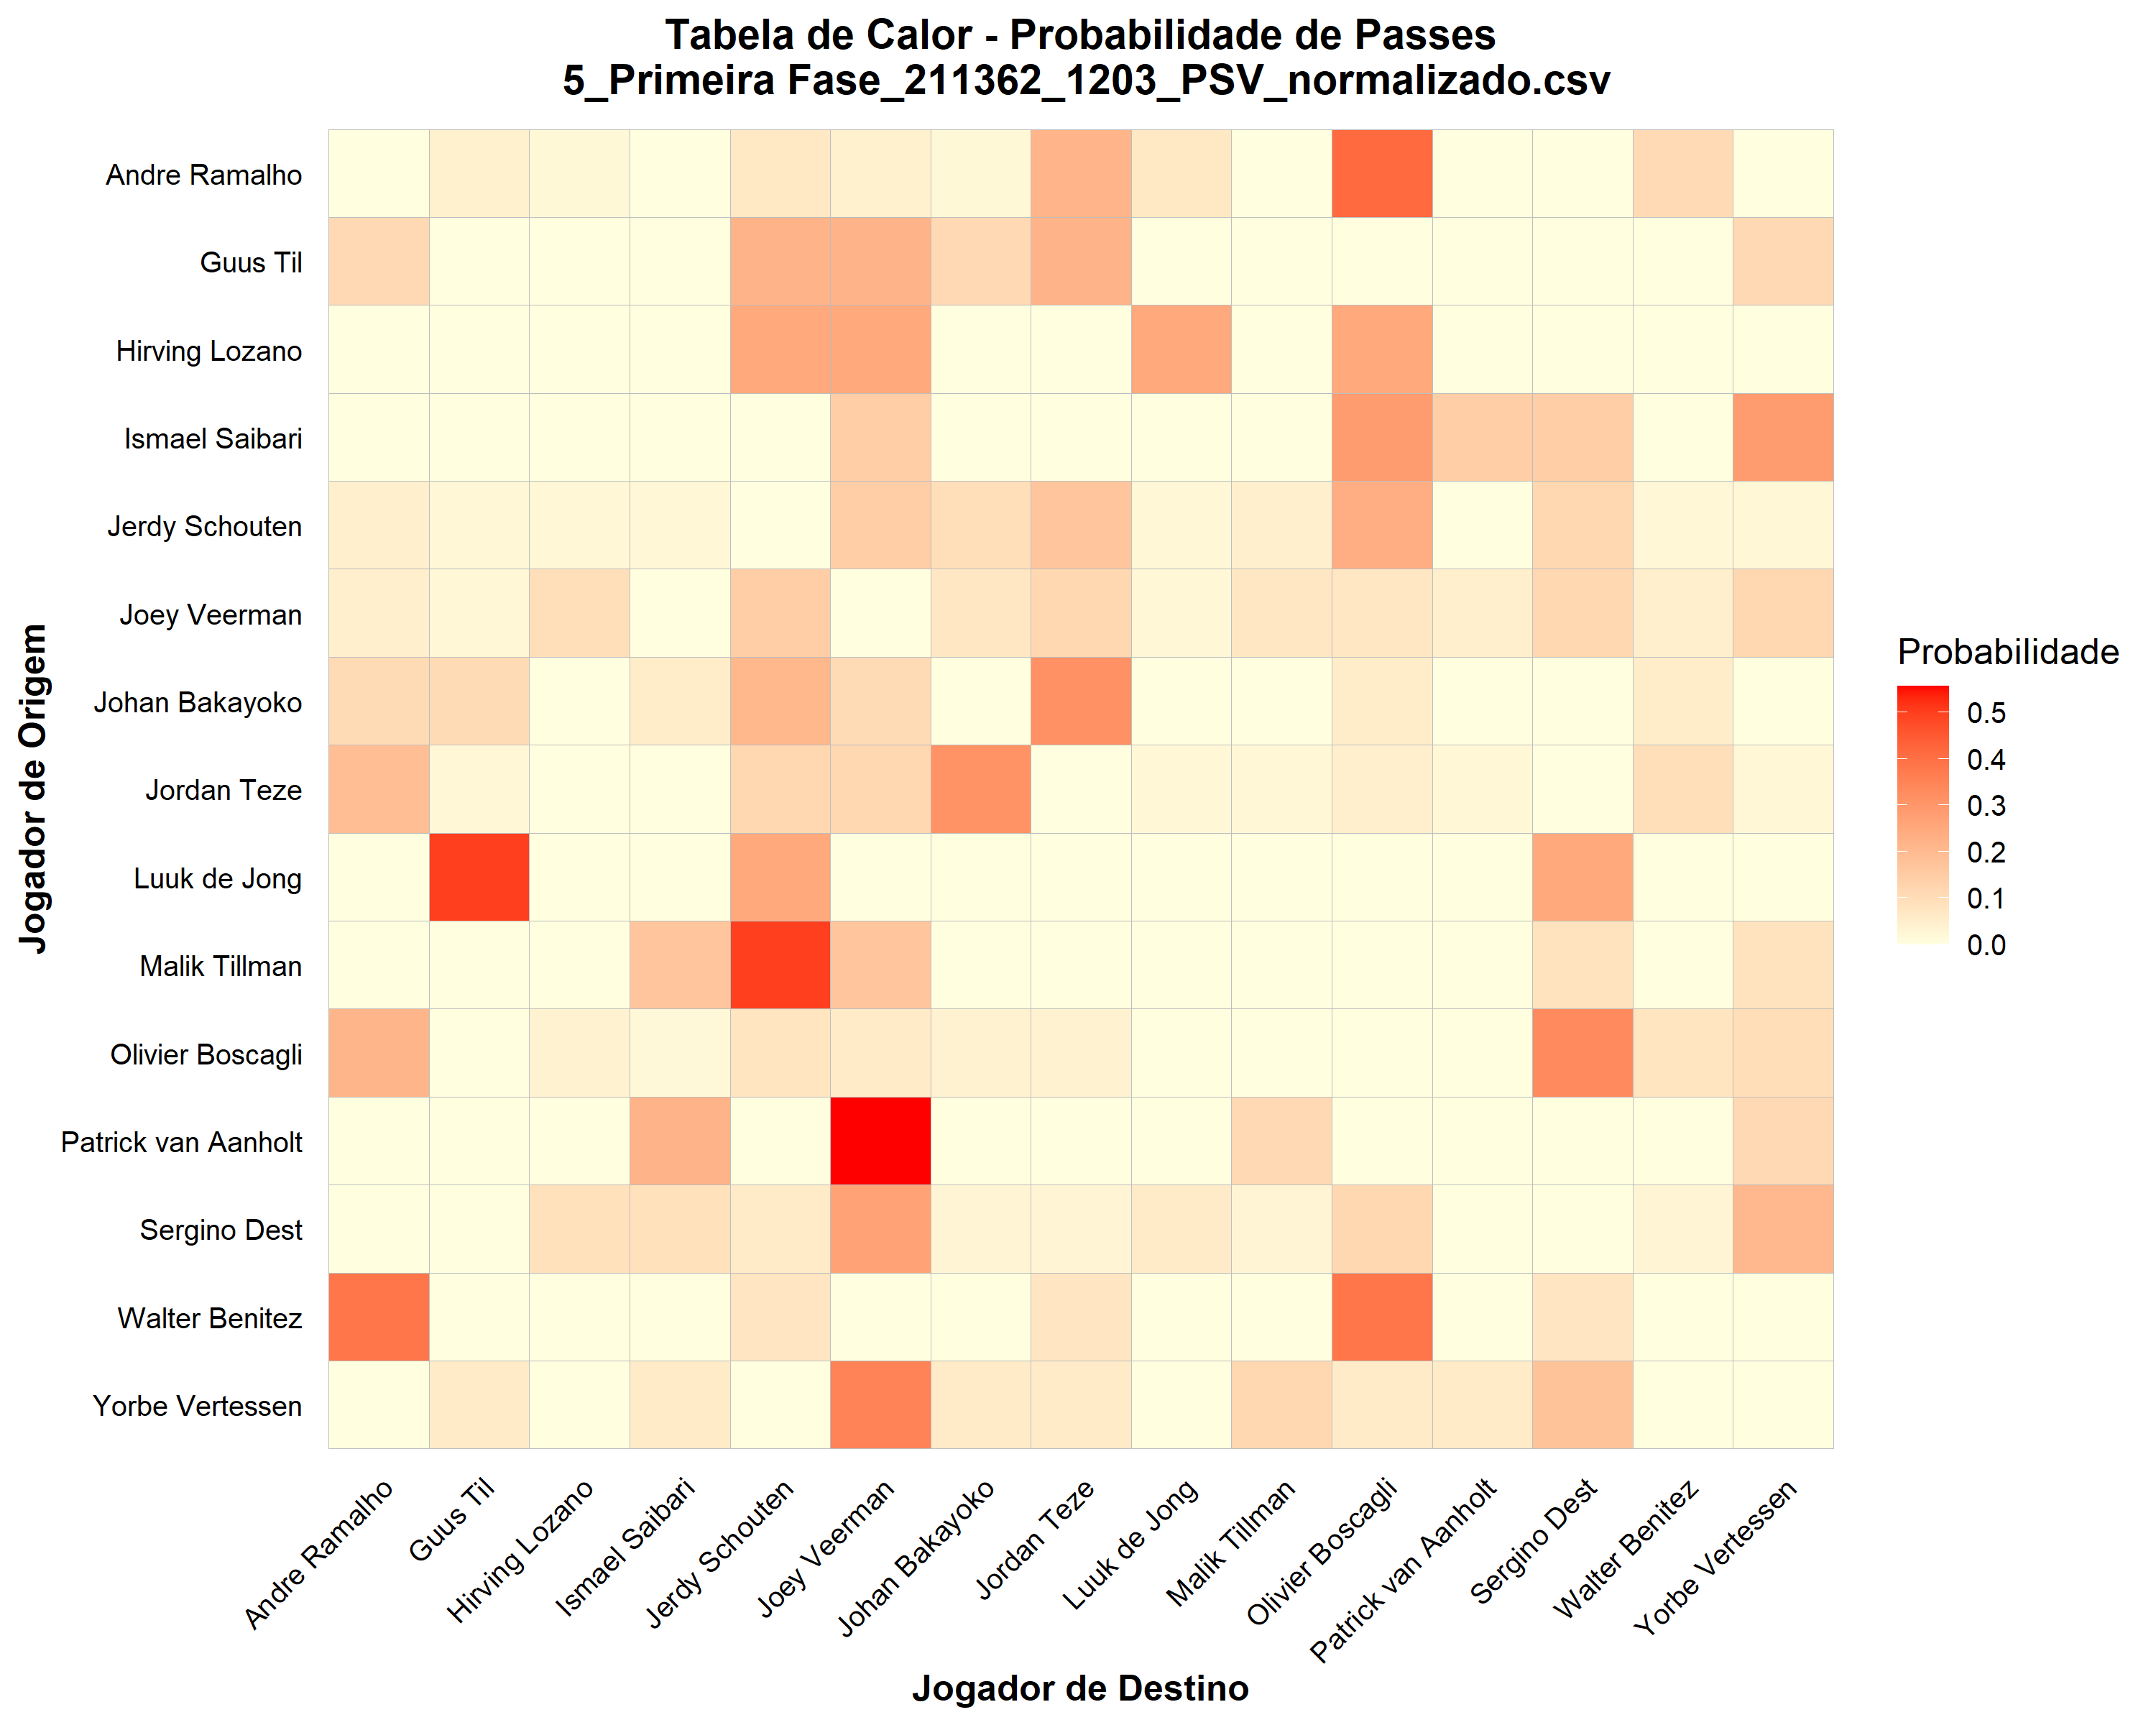 Tabela de Calor - Probabilidade de Passes
5_Primeira Fase_211362_1203_PSV_normalizado.csv
Jogador de Origem
Andre Ramalho
Guus Til
Hirving Lozano
Ismael Saibari
Jerdy Schouten
Joey Veerman
Johan Bakayoko
Jordan Teze
Luuk de Jong
Malik Tillman
Olivier Boscagli
Patrick van Aanholt
Sergino Dest
Walter Benitez
Yorbe Vertessen
Andre Ramalho
Guus Til
Hirving Lozano
Ismael Saibari
Jerdy Schouten
Joey Veerman
Johan Bakayoko
Jordan Teze
Luuk de Jong
Malik Tillman
Olivier Boscagli
Patrick van Aanholt
Sergino Dest
Walter Benitez
Yorbe Vertessen
Jogador de Destino
Probabilidade
0.5
0.4
0.3
0.2
0.1
0.0